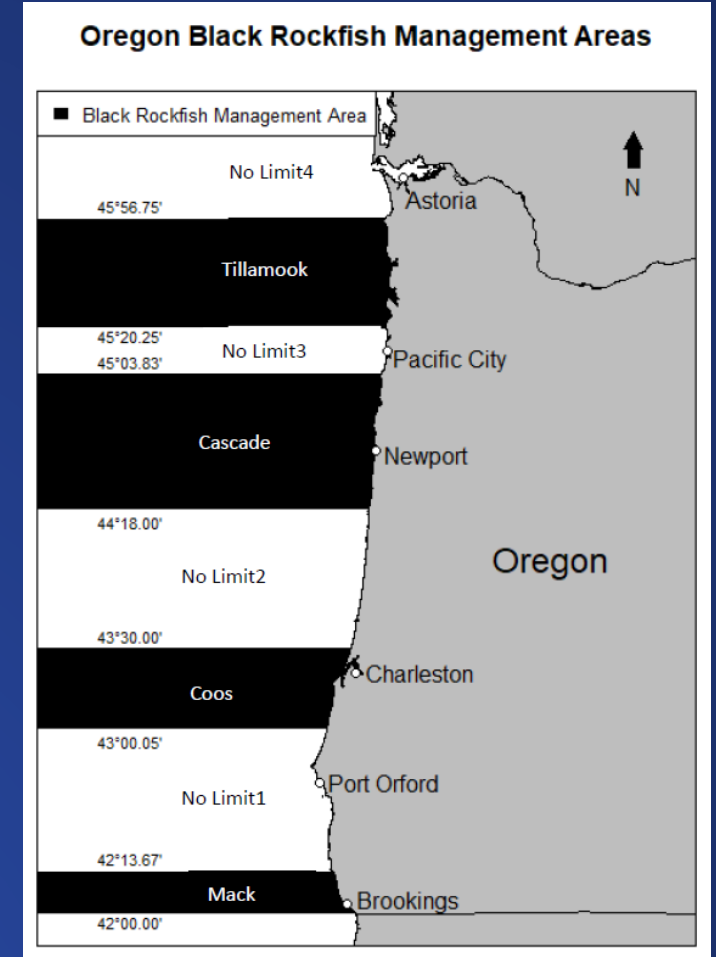 Oregon Black Rockfish Management Areas
Black Rockfish Management Area
No Limit4
N
Astoria
45°56.75'
Tillamook
45°20.25'
No Limit3
Pacific City
45°03.83'
Cascade
Newport
44°18.00'
Oregon
No Limit2
43°30.00'
Charleston
Coos
43°00.05'
Port Orford
No Limit1
42°13.67'
Mack
Brookings
42°00.00'